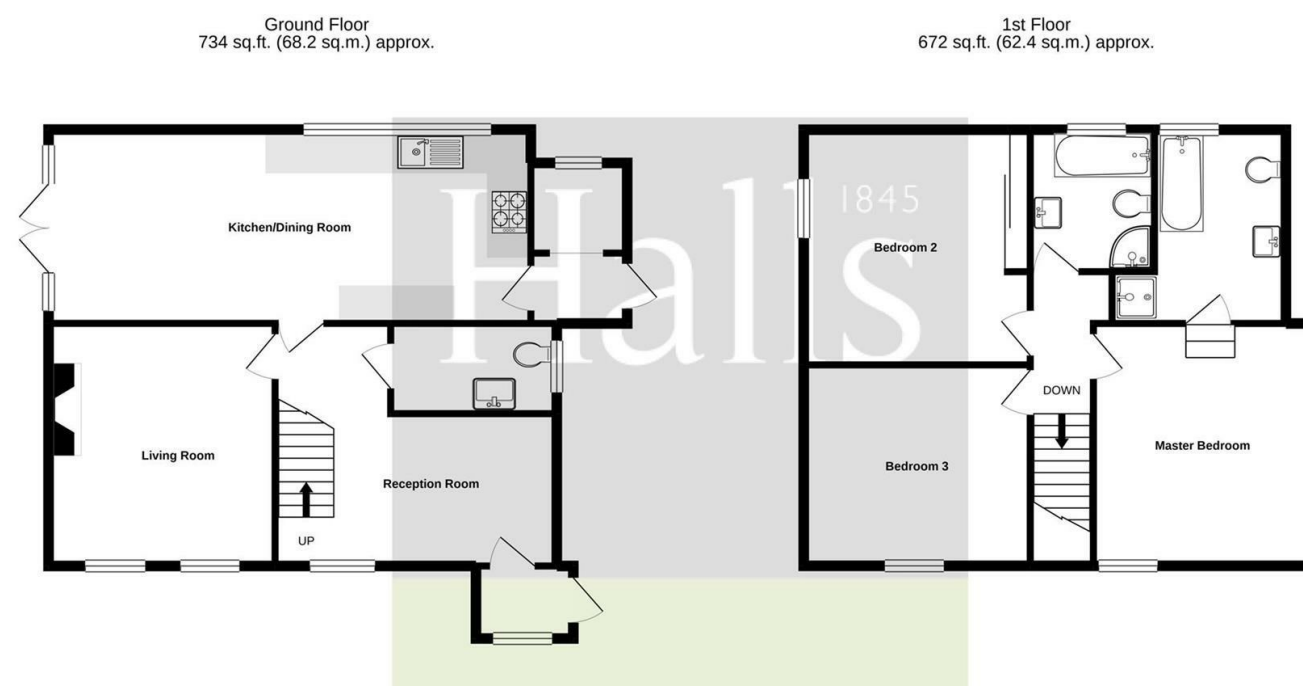 Ground Floor
734 sq.ft. (68.2 sq.m.) approx.
1st Floor
672 sq.ft. (62.4 sq.m.) approx.
1845
Halls
Kitchen/Dining Room
Bedroom 2
DOWN
Living Room
Reception Room
UP
Bedroom 3
Master Bedroom